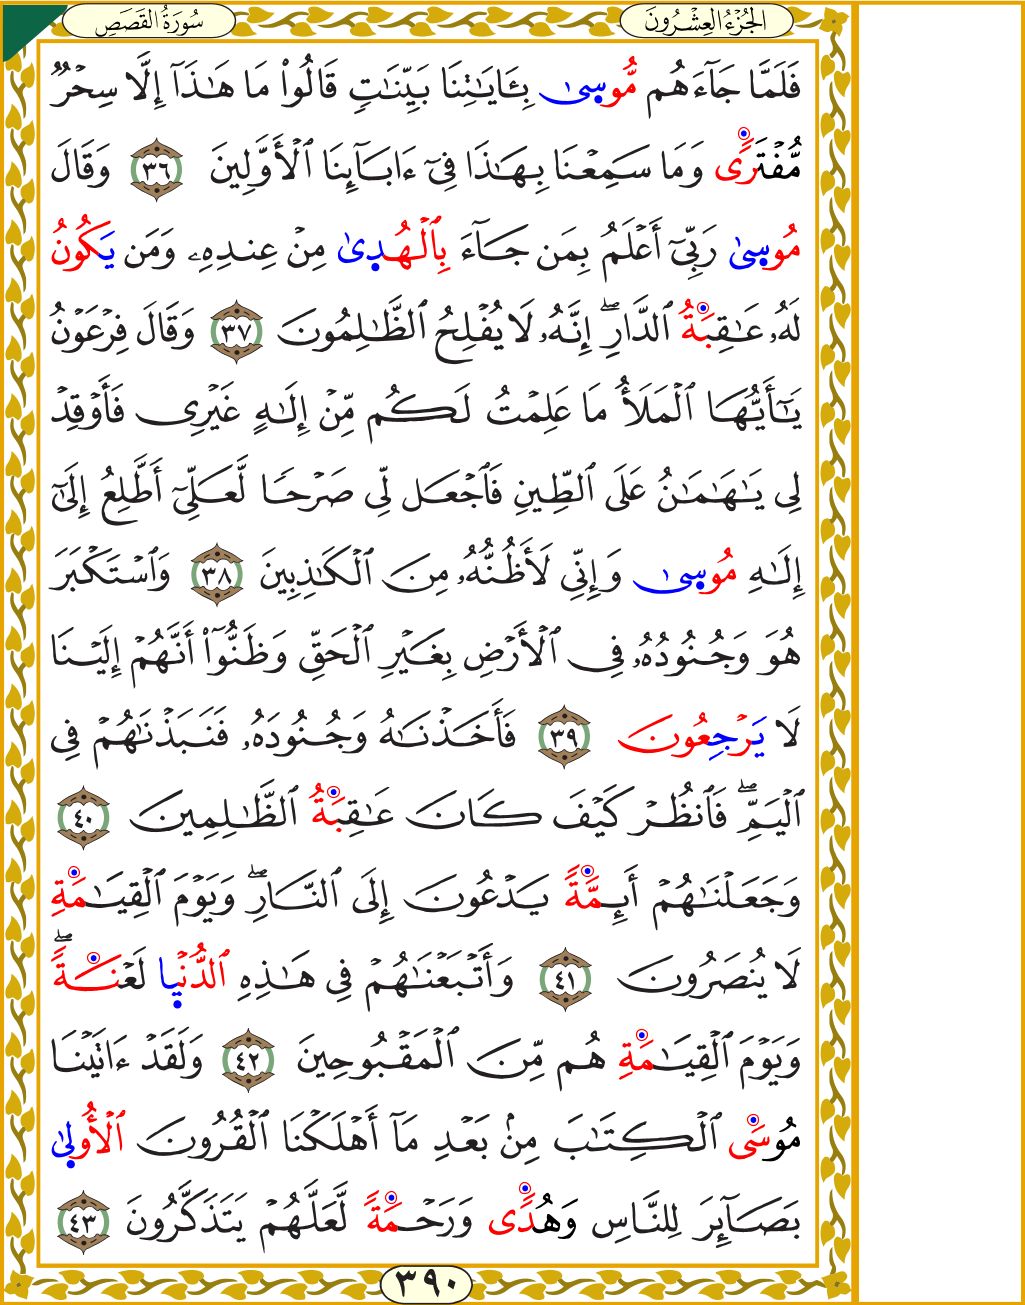 سُورَةُ القَصَصِ
الجُزْءُ العِشْرُونَ
فَلَمَّا جَآءَهُم مُّوسِىٰ بِـَٔايَـٰتِنَا بَيِّنَـٰتٍۢ قَالُوا۟ مَا هَـٰذَآ إِلَّا سِحْرٌۭ
مُّفْتَرًۭى وَمَا سَمِعْنَا بِهَـٰذَا فِىٓ ءَابَآئِنَا ٱلْأَوَّلِينَ ٣٦ وَقَالَ
مُوسِىٰ رَبِّىٓ أَعْلَمُ بِمَن جَآءَ بِٱلْهُدِىٰ مِنْ عِندِهِۦ وَمَن يَكُونُ
لَهُۥ عَـٰقِبَةُ ٱلدَّارِ ۖ إِنَّهُۥ لَا يُفْلِحُ ٱلظَّـٰلِمُونَ ٣٧ وَقَالَ فِرْعَوْنُ
يَـٰٓأَيُّهَا ٱلْمَلَأُ مَا عَلِمْتُ لَكُم مِّنْ إِلَـٰهٍ غَيْرِى فَأَوْقِدْ
لِى يَـٰهَـٰمَـٰنُ عَلَى ٱلطِّينِ فَٱجْعَل لِّى صَرْحًۭا لَّعَلِّىٓ أَطَّلِعُ إِلَىٰٓ
إِلَـٰهِ مُوسِىٰ وَإِنِّى لَأَظُنُّهُۥ مِنَ ٱلْكَـٰذِبِينَ ٣٨ وَٱسْتَكْبَرَ
هُوَ وَجُنُودُهُۥ فِى ٱلْأَرْضِ بِغَيْرِ ٱلْحَقِّ وَظَنُّوٓا۟ أَنَّهُمْ إِلَيْنَا
لَا يَرْجِعُونَ ٣٩ فَأَخَذْنَـٰهُ وَجُنُودَهُۥ فَنَبَذْنَـٰهُمْ فِى
ٱلْيَمِّ ۖ فَٱنظُرْ كَيْفَ كَانَ عَـٰقِبَةُ ٱلظَّـٰلِمِينَ ٤٠
وَجَعَلْنَـٰهُمْ أَئِمَّةًۭ يَدْعُونَ إِلَى ٱلنَّارِ ۖ وَيَوْمَ ٱلْقِيَـٰمَةِ
لَا يُنصَرُونَ ٤١ وَأَتْبَعْنَـٰهُمْ فِى هَـٰذِهِ ٱلدُّنْيِا لَعْنَةًۭ ۖ
وَيَوْمَ ٱلْقِيَـٰمَةِ هُم مِّنَ ٱلْمَقْبُوحِينَ ٤٢ وَلَقَدْ ءَاتَيْنَا
مُوسَى ٱلْكِتَـٰبَ مِنۢ بَعْدِ مَآ أَهْلَكْنَا ٱلْقُرُونَ ٱلْأُولِىٰ
بَصَآئِرَ لِلنَّاسِ وَهُدًۭى وَرَحْمَةًۭ لَّعَلَّهُمْ يَتَذَكَّرُونَ ٤٣
٣٩٠